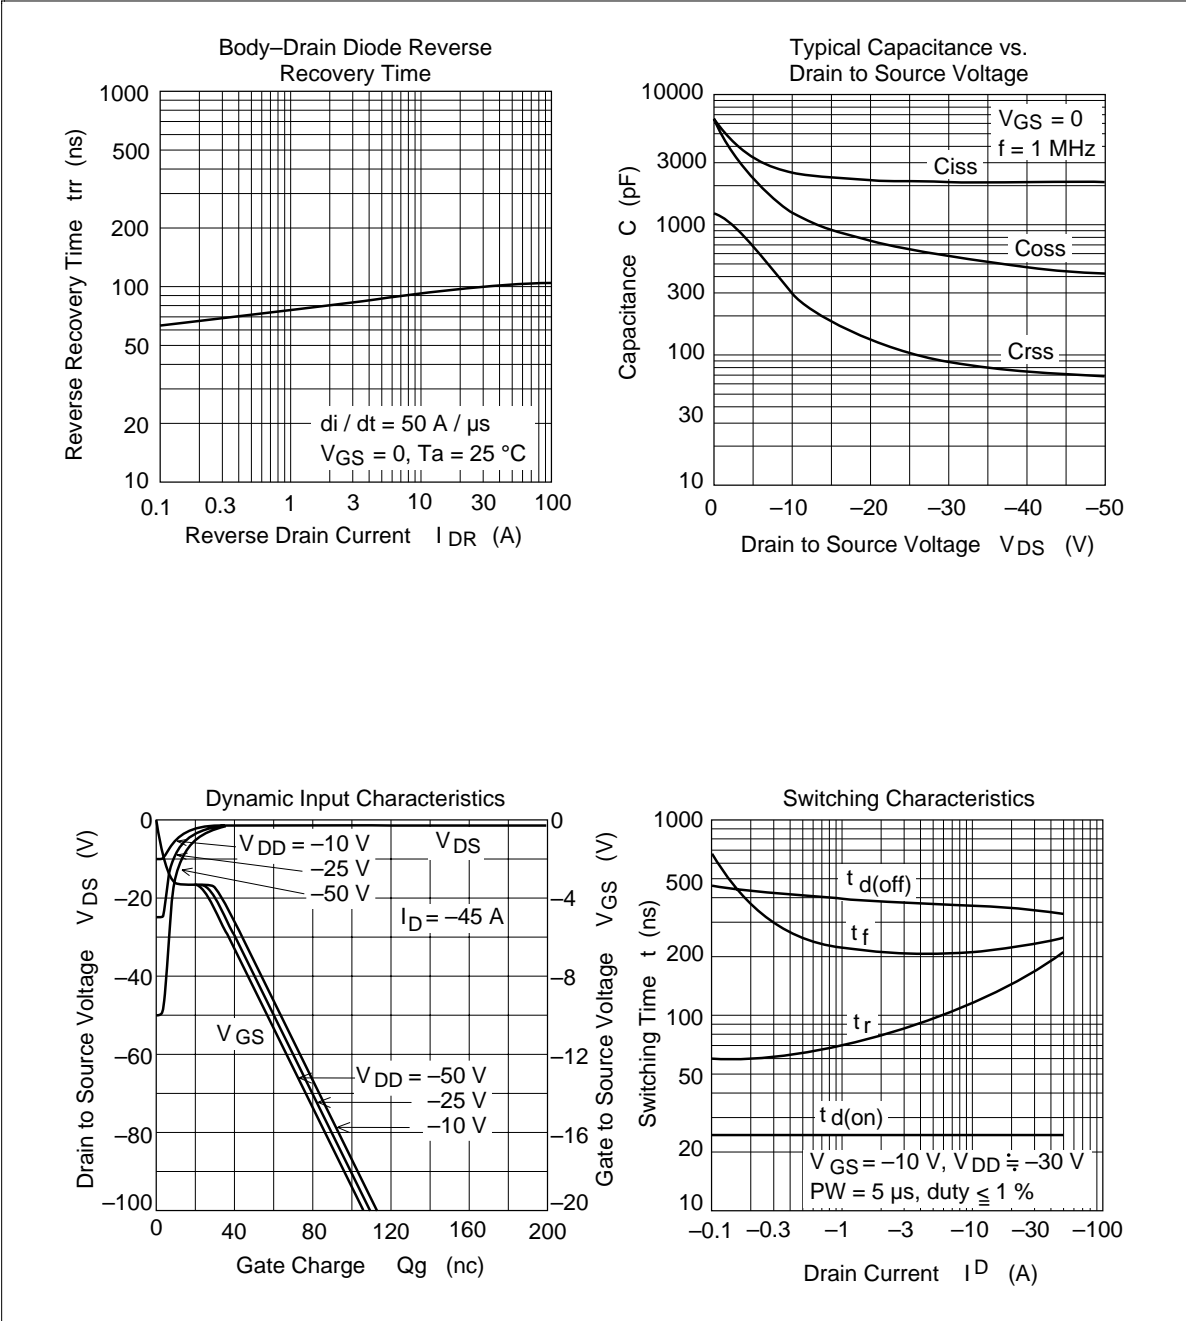 Body–Drain Diode Reverse
Recovery Time
1000
500
200
100
50
20
10
Reverse Recovery Time trr (ns)
di / dt = 50 A / µs
VGS = 0, Ta = 25 °C
0.1 0.3 1 3 10 30 100
Reverse Drain Current I DR (A)
Typical Capacitance vs.
Drain to Source Voltage
10000
3000
1000
300
100
30
10
Capacitance C (pF)
VGS = 0
f = 1 MHz
Ciss
Coss
Crss
0 –10 –20 –30 –40 –50
Drain to Source Voltage VDS (V)
Dynamic Input Characteristics
0
–20
–40
–60
–80
–100
Drain to Source Voltage VDS (V)
VDD = –10 V
–25 V
–50 V
VDS
ID = –45 A
VGS
VDD = –50 V
–25 V
–10 V
0
–4
–8
–12
–16
–20
Gate to Source Voltage VGS (V)
0 40 80 120 160 200
Gate Charge Qg (nc)
Switching Characteristics
1000
500
200
100
50
20
10
Switching Time t (ns)
t d(off)
t f
t r
t d(on)
VGS = –10 V, VDD ≒ –30 V
PW = 5 µs, duty ≦ 1 %
–0.1 –0.3 –1 –3 –10 –30 –100
Drain Current I D (A)